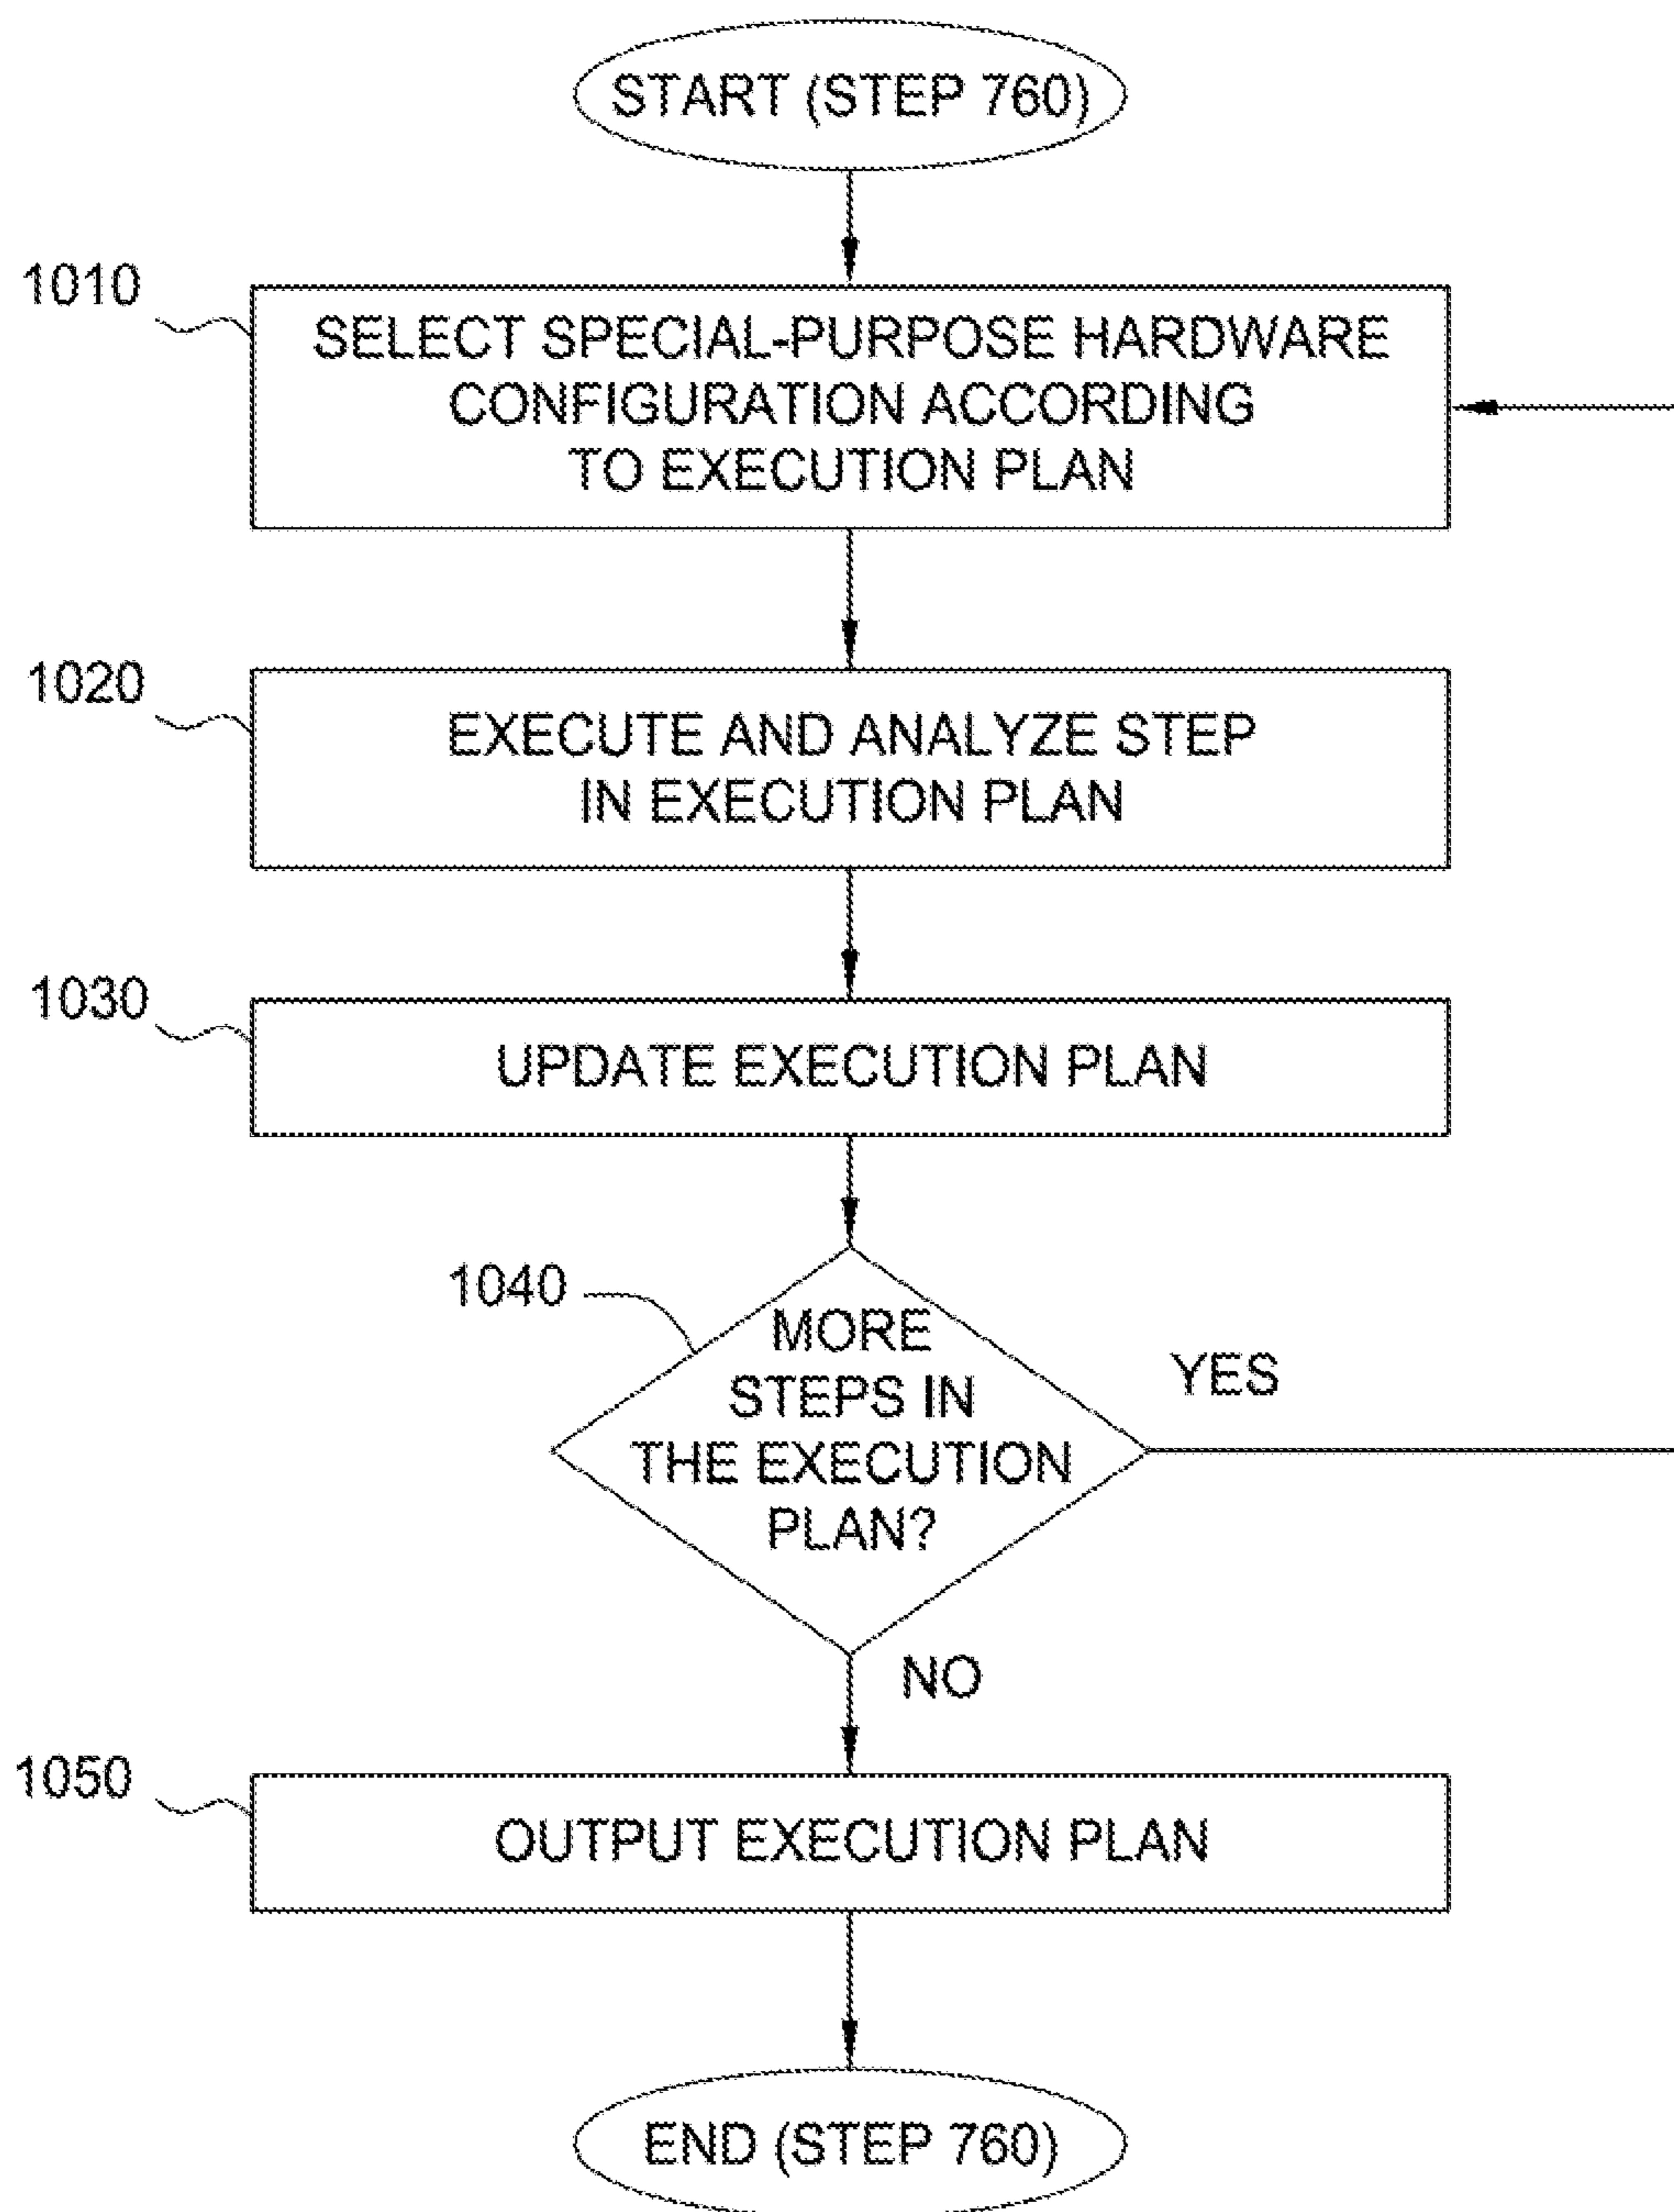 START (STEP 760)
1010
SELECT SPECIAL-PURPOSE HARDWARE
CONFIGURATION ACCORDING
TO EXECUTION PLAN
1020
EXECUTE AND ANALYZE STEP
IN EXECUTION PLAN
1030
UPDATE EXECUTION PLAN
1040
MORE
STEPS IN
THE EXECUTION
PLAN?
YES
NO
1050
OUTPUT EXECUTION PLAN
END (STEP 760)